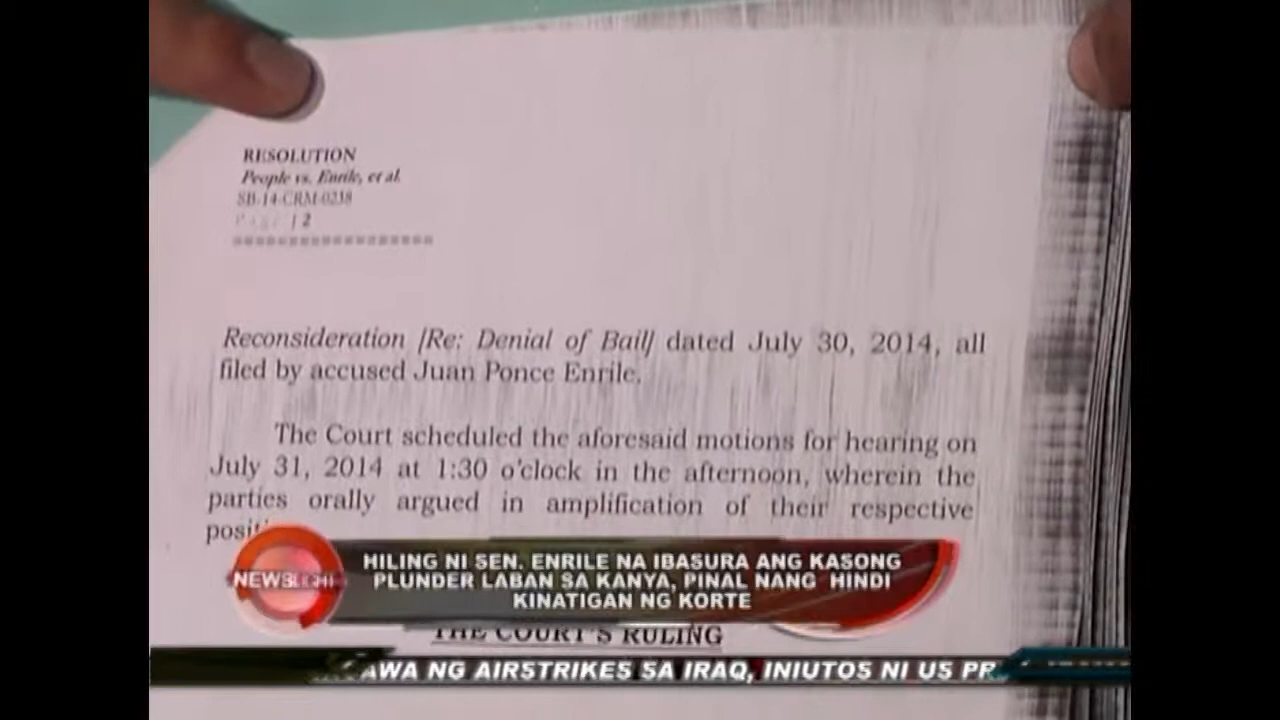 RESOLUTION
People vs. Enrile, et al.
SB-14-CRM-0238
2
Reconsideration [Re: Denial of Bail] dated July 30, 2014, all
filed by accused Juan Ponce Enrile.
The Court scheduled the aforesaid motions for hearing on
July 31, 2014 at 1:30 o'clock in the afternoon, wherein the
parties orally argued in amplification of their respective
HILING NI SEN. ENRILE NA IBASURA ANG KASONG
NEWSLIGHT
PLUNDER LABAN SA KANYA, PINAL NANG HINDI
KINATIGAN NG KORTE
THE COURT'S RULING
AWA NG AIRSTRIKES SA IRAQ, INIUTOS NI US PR